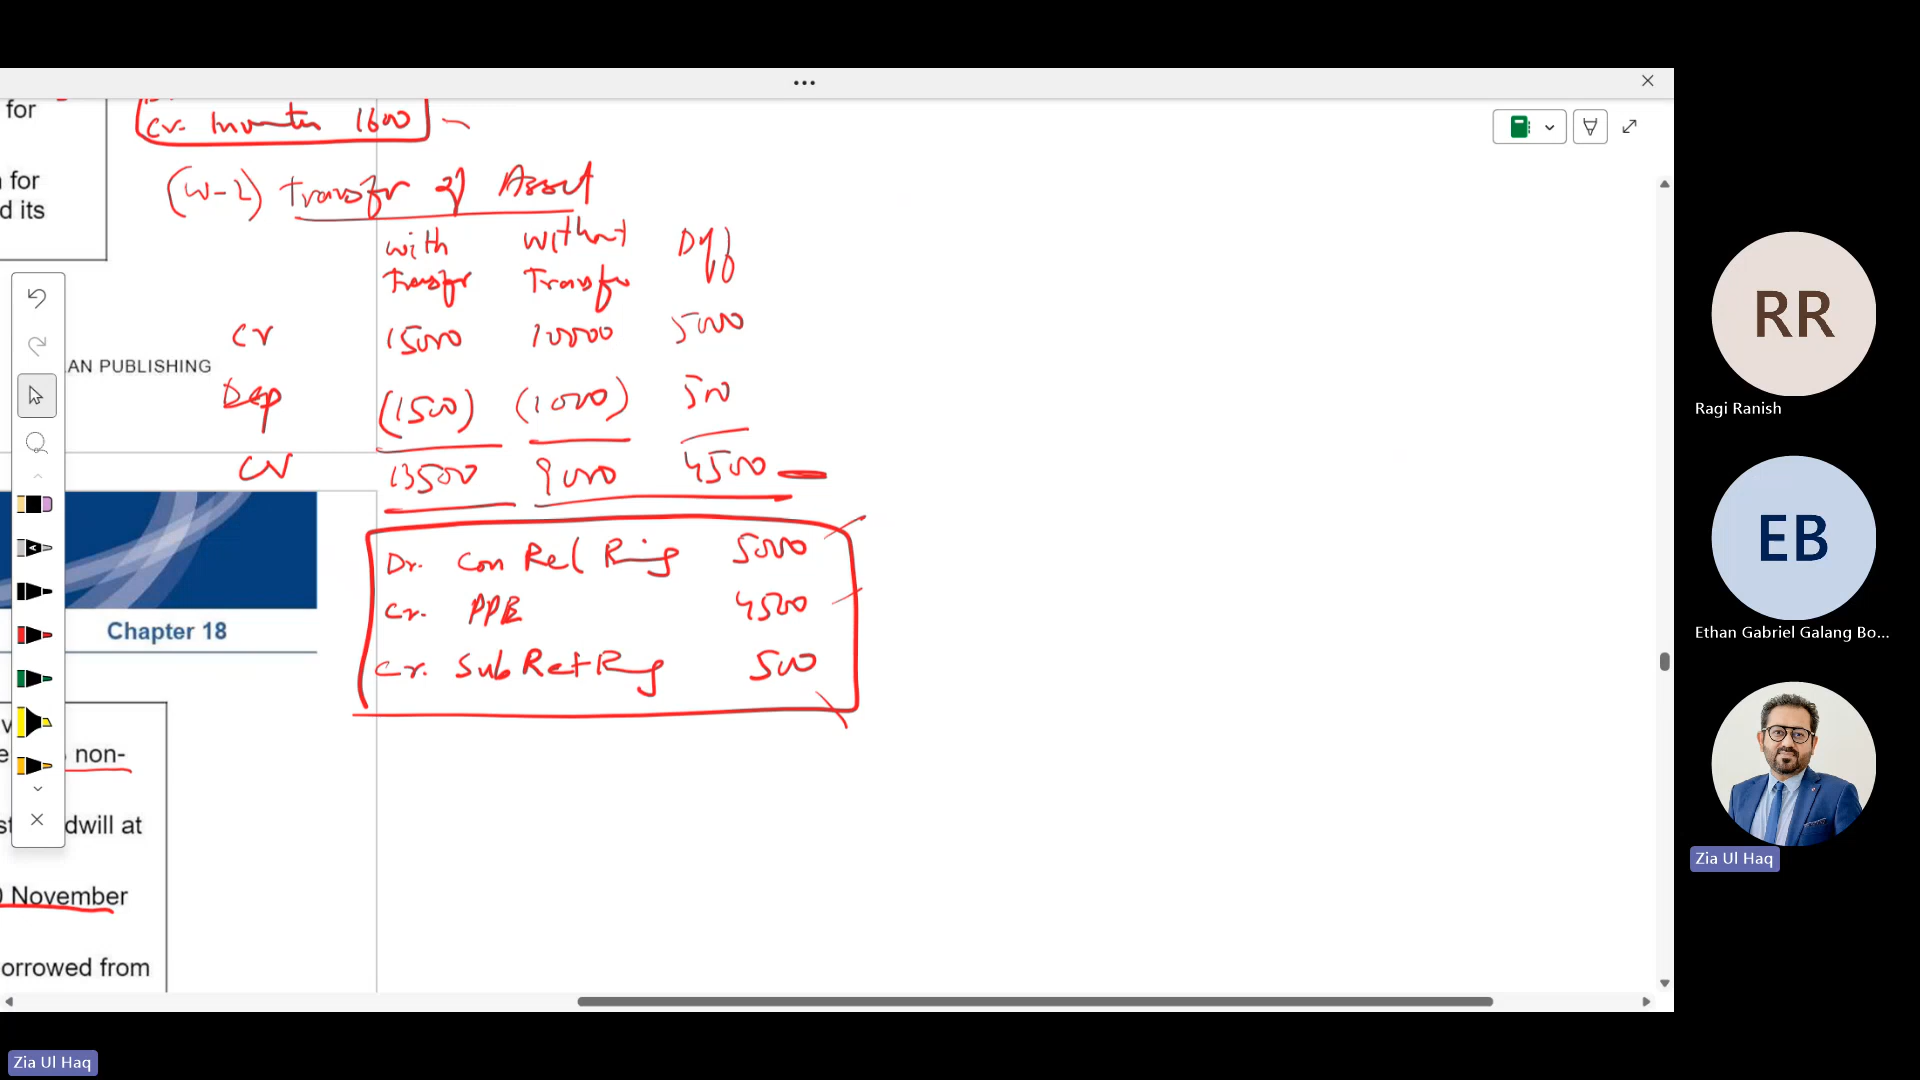 for
Cr. Inventory 1600
(W-2) Transfer of Asset
n for
d its
with Without Diff
Transfer Transfer
CV 15000 10000 5000
AN PUBLISHING
Dep (1500) (1000) 500
CV 13500 9000 4500
Dr. Con Ret Rning 5000
Cr. PPE 4500
Chapter 18
Cr. Sub Ret Rng 500
non-
dwill at
November
orrowed from
RR
Ragi Ranish
EB
Ethan Gabriel Galang Bo...
Zia Ul Haq
Zia Ul Haq